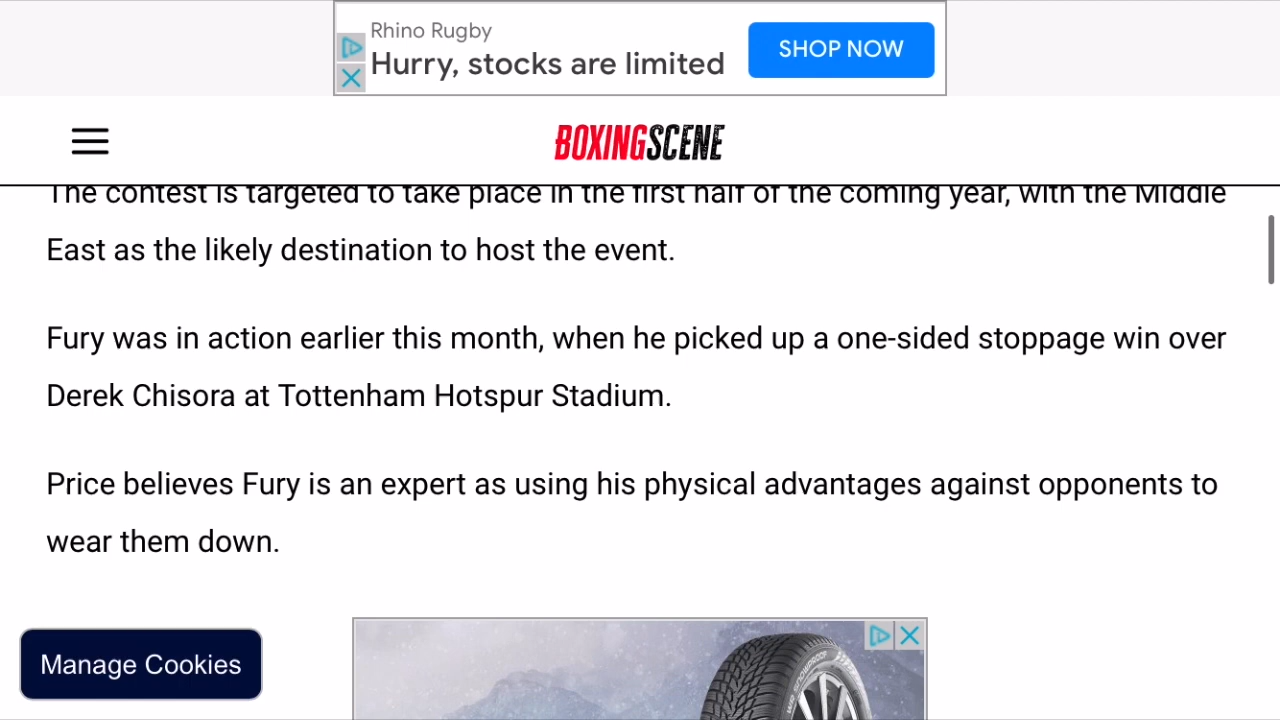 Rhino Rugby
Hurry, stocks are limited
SHOP NOW
BOXINGSCENE
The contest is targeted to take place in the first half of the coming year, with the Middle
East as the likely destination to host the event.
Fury was in action earlier this month, when he picked up a one-sided stoppage win over
Derek Chisora at Tottenham Hotspur Stadium.
Price believes Fury is an expert as using his physical advantages against opponents to
wear them down.
Manage Cookies